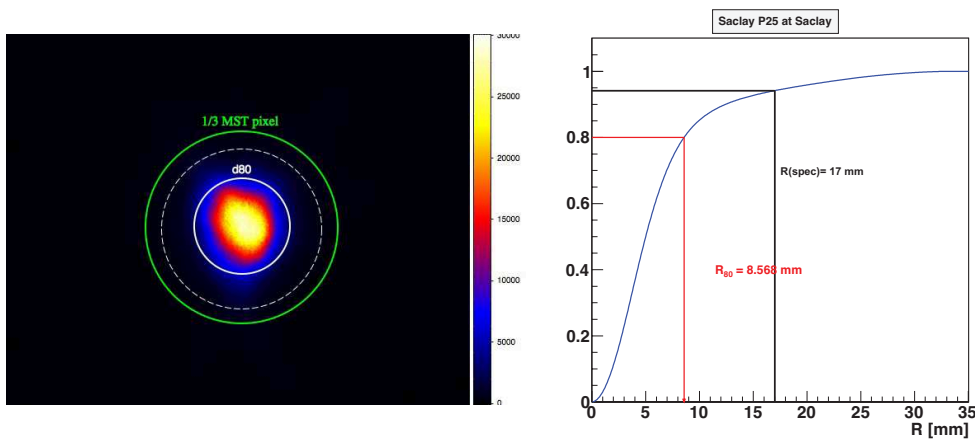 1/3 MST pixel
d80
30000
25000
20000
15000
10000
5000
0
Saclay P25 at Saclay
1
0.8
0.6
0.4
0.2
0
R(spec)= 17 mm
R80 = 8.568 mm
0 5 10 15 20 25 30 35
R [mm]